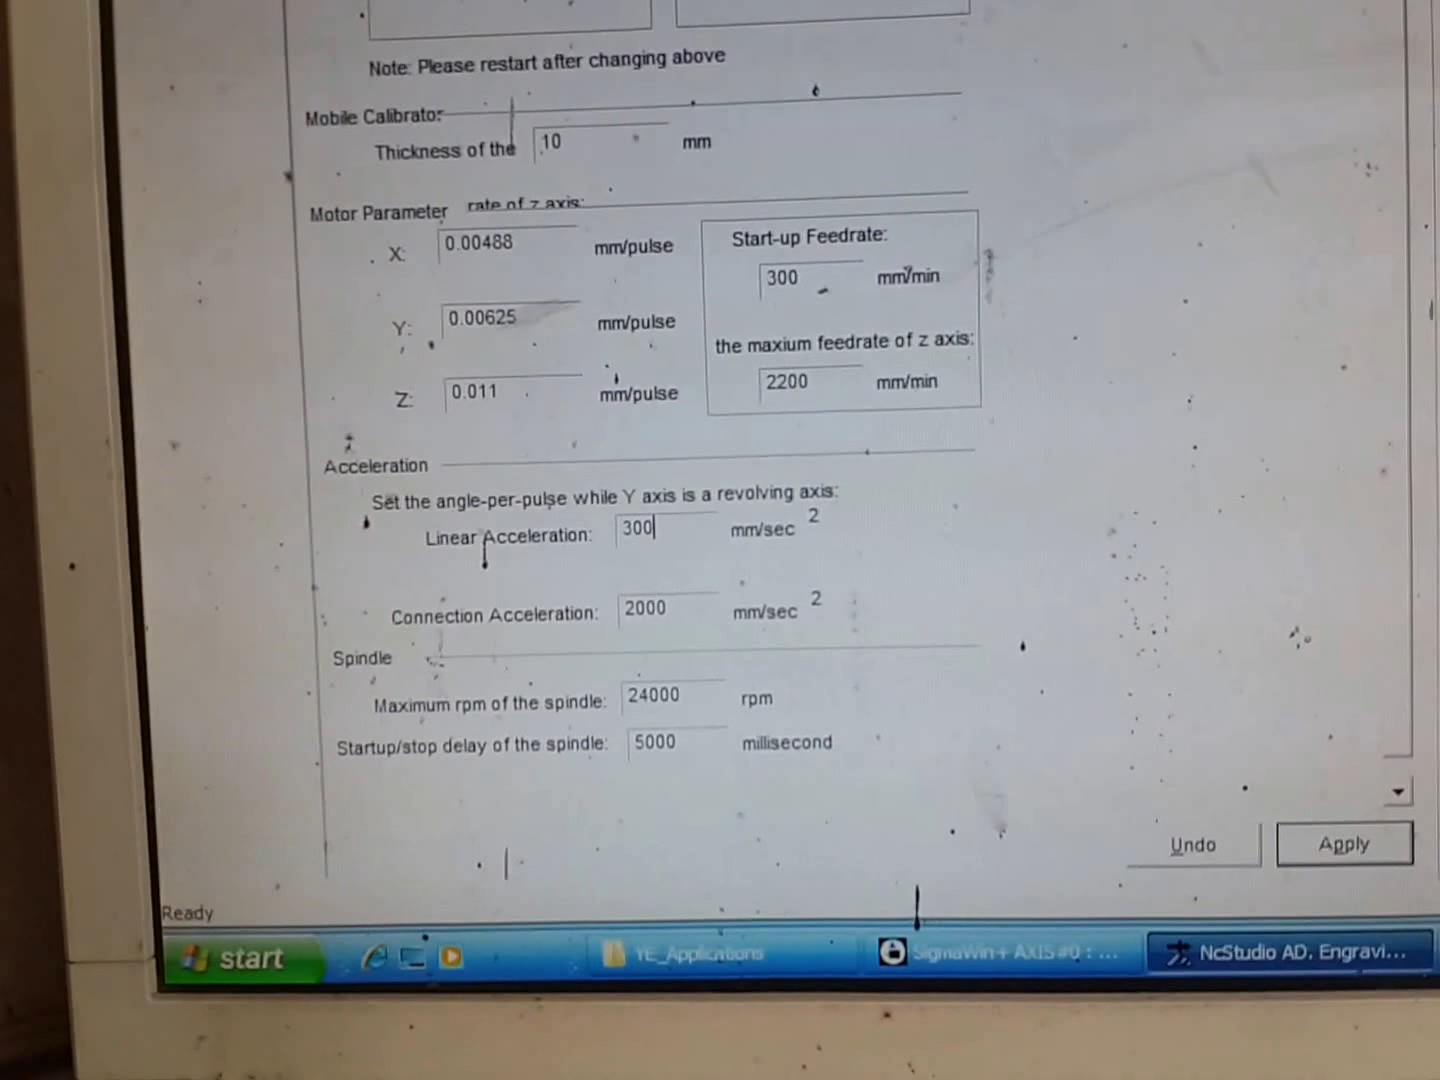 Note: Please restart after changing above
Mobile Calibrator
Thickness of the 10 mm
Motor Parameter rate of z axis:
X: 0.00488 mm/pulse
Start-up Feedrate:
300 mm/min
Y: 0.00625 mm/pulse
the maxium feedrate of z axis:
Z: 0.011 mm/pulse
2200 mm/min
Acceleration
Set the angle-per-pulse while Y axis is a revolving axis:
Linear Acceleration: 300 mm/sec 2
Connection Acceleration: 2000 mm/sec 2
Spindle
Maximum rpm of the spindle: 24000 rpm
Startup/stop delay of the spindle: 5000 millisecond
Undo
Apply
Ready
start
YE_Applications
SigmaWin+ AXIS#0 : ...
NcStudio AD. Engravi...